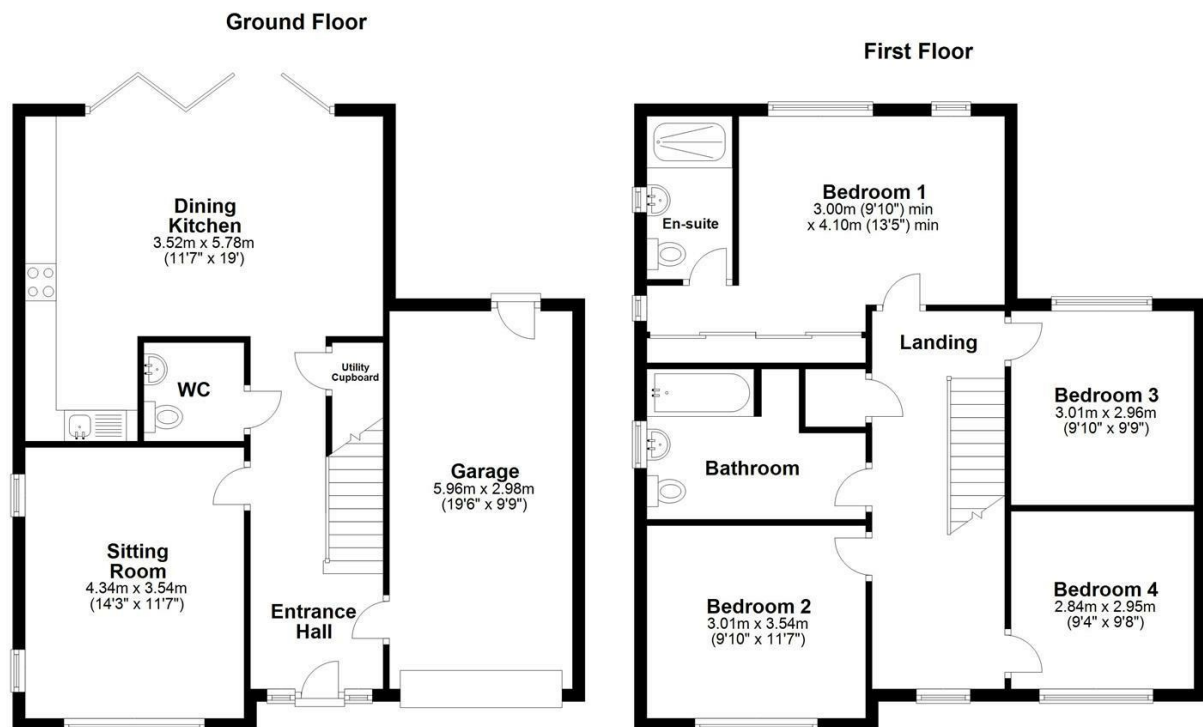 Ground Floor
Dining
Kitchen
3.52m x 5.78m
(11'7" x 19')
WC
Utility
Cupboard
Garage
5.96m x 2.98m
(19'6" x 9'9")
Sitting
Room
4.34m x 3.54m
(14'3" x 11'7")
Entrance
Hall
First Floor
Bedroom 1
3.00m (9'10") min
x 4.10m (13'5") min
En-suite
Landing
Bedroom 3
3.01m x 2.96m
(9'10" x 9'9")
Bathroom
Bedroom 2
3.01m x 3.54m
(9'10" x 11'7")
Bedroom 4
2.84m x 2.95m
(9'4" x 9'8")